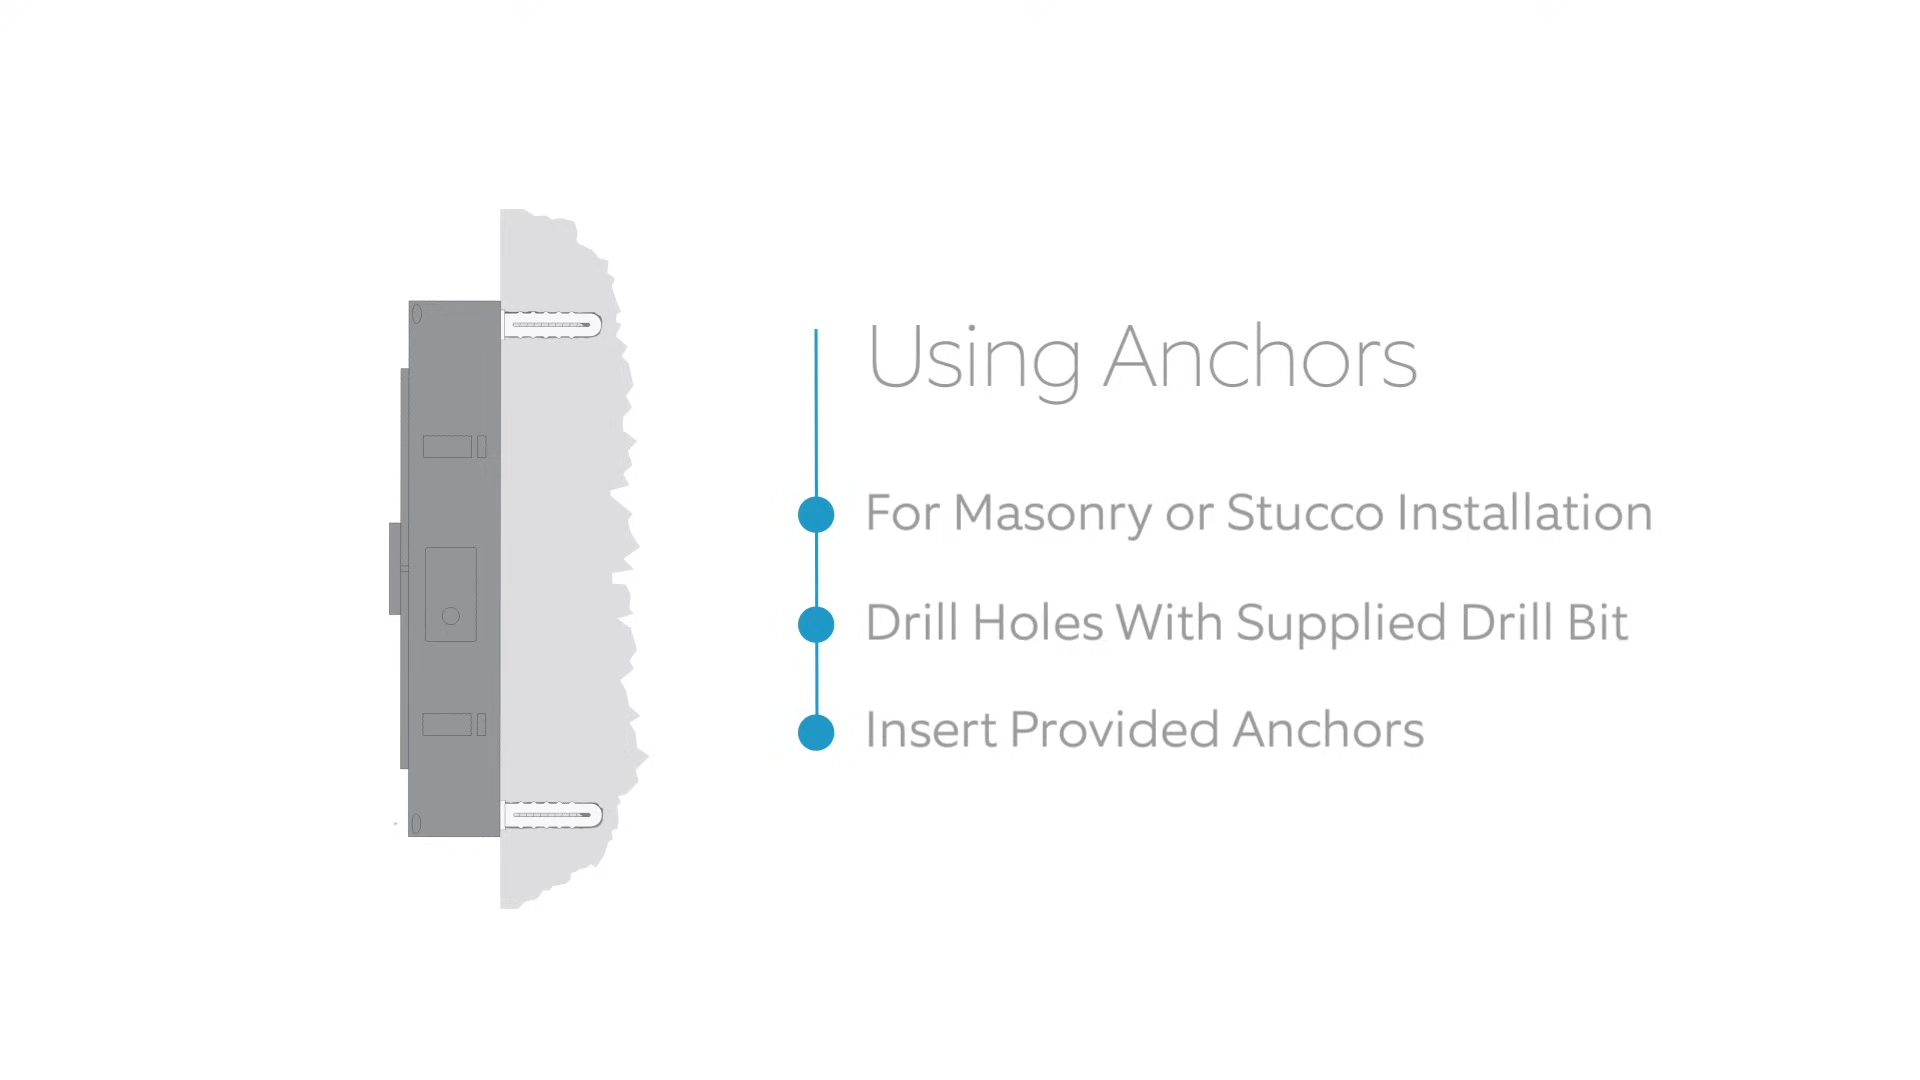 Using Anchors
For Masonry or Stucco Installation
Drill Holes With Supplied Drill Bit
Insert Provided Anchors